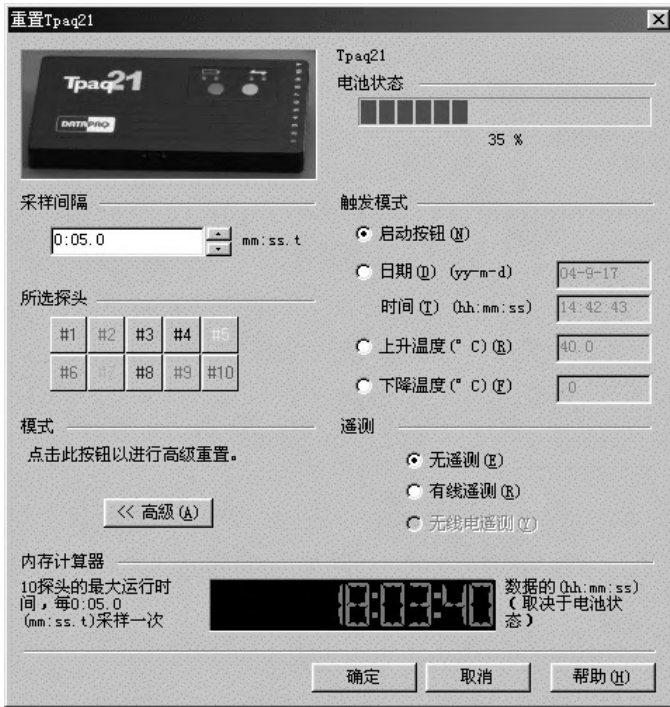 重置Tpaq21
Tpaq21
DATAPAQ
Tpaq21
电池状态
35 %
采样间隔
0:05.0 mm:ss.t
所选探头
#1 #2 #3 #4 #5
#6 #7 #8 #9 #10
触发模式
启动按钮(N)
日期(D) (yy-m-d) 04-9-17
时间(T) (hh:mm:ss) 14:42:43
上升温度(° C)(R) 40.0
下降温度(° C)(F) .0
模式
点击此按钮以进行高级重置。
<< 高级(A)
遥测
无遥测(E)
有线遥测(R)
无线电遥测(Y)
内存计算器
10探头的最大运行时
间，每0:05.0
(mm:ss.t)采样一次
18:03:40
数据的(hh:mm:ss)
（取决于电池状
态）
确定 取消 帮助(H)